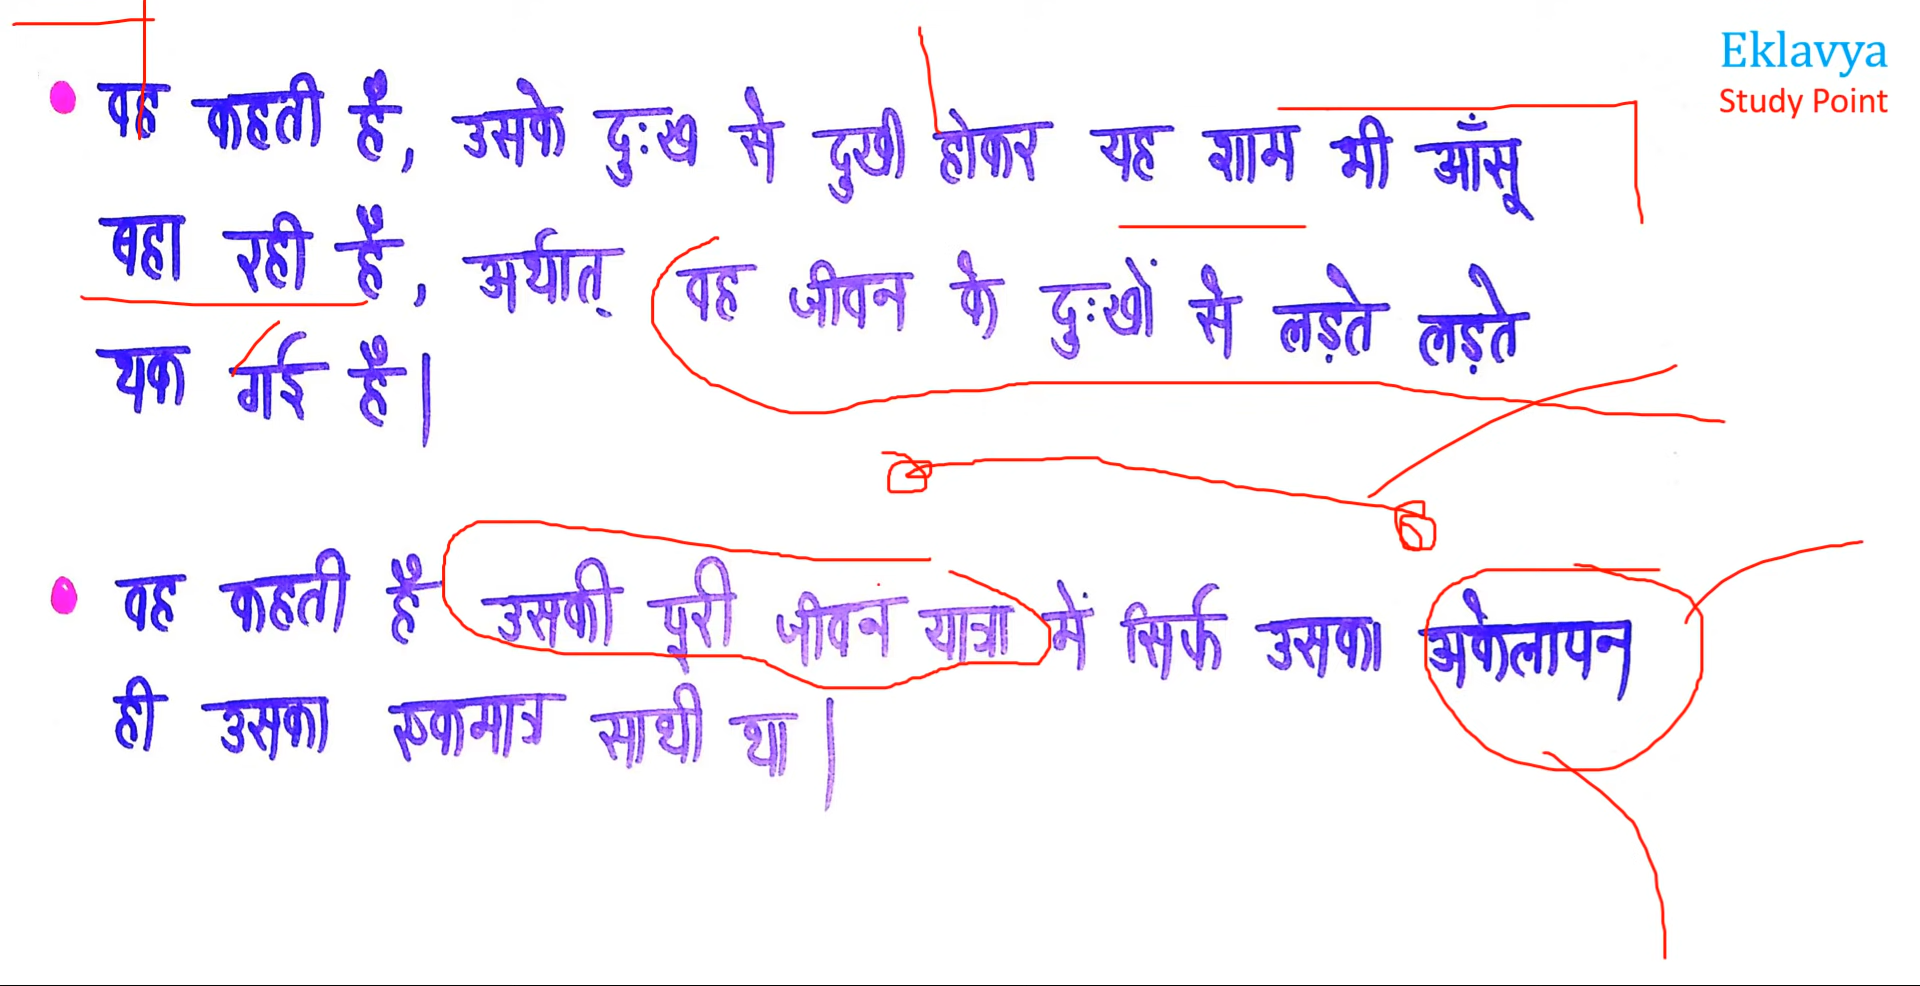 Eklavya
Study Point
वह कहती है, उसके दुःख से दुखी होकर यह शाम भी आँसू
बहा रही है, अर्थात् वह जीवन के दुःखों से लड़ते लड़ते
थक गई है|
वह कहती है उसकी पूरी जीवन यात्रा में सिर्फ उसका अकेलापन
ही उसका एकमात्र साथी था|